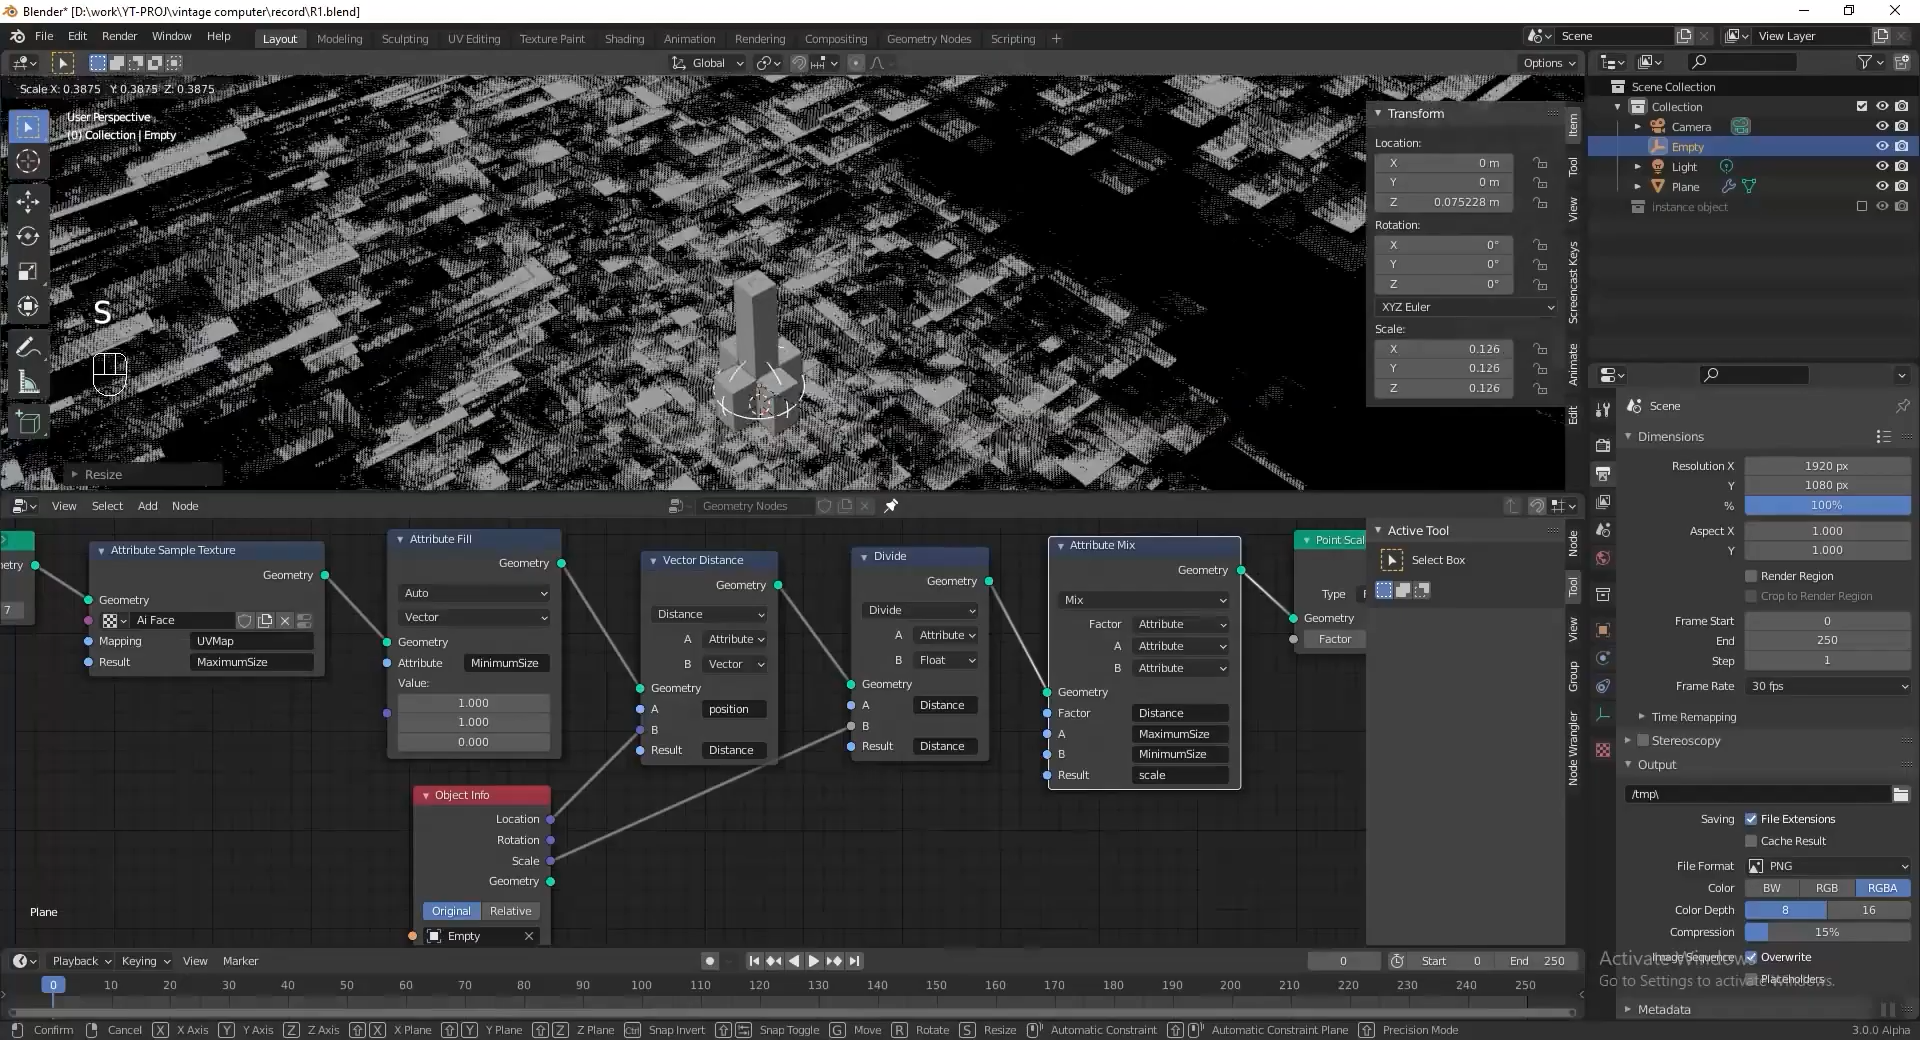 Blender* [D:\work\YT-PROJ\vintage computer\record\R1.blend]
File Edit Render Window Help Layout Modeling Sculpting UV Editing Texture Paint Shading Animation Rendering Compositing Geometry Nodes Scripting Scene View Layer
Global Options
Scale X: 0.3875 Y: 0.3875 Z: 0.3875
User Perspective
(0) Collection | Empty
S
Resize
Transform
Location:
X 0 m
Y 0 m
Z 0.075228 m
Rotation:
X 0°
Y 0°
Z 0°
XYZ Euler
Scale:
X 0.126
Y 0.126
Z 0.126
Item
Tool
View
Screencast Keys
Animate
Edit
Scene Collection
Collection
Camera
Empty
Light
Plane
instance object
View Select Add Node Geometry Nodes
7
Attribute Sample Texture
Geometry
Geometry
Ai Face
Mapping UVMap
Result MaximumSize
Attribute Fill
Geometry
Auto
Vector
Geometry
Attribute MinimumSize
Value:
1.000
1.000
0.000
Object Info
Location
Rotation
Scale
Geometry
Original Relative
Empty
Vector Distance
Geometry
Distance
A Attribute
B Vector
Geometry
A position
B
Result Distance
Divide
Geometry
Divide
A Attribute
B Float
Geometry
A Distance
B
Result Distance
Attribute Mix
Geometry
Mix
Factor Attribute
A Attribute
B Attribute
Geometry
Factor Distance
A MaximumSize
B MinimumSize
Result scale
Type
Geometry
Factor
Plane
Active Tool
Select Box
Node
Tool
View
Group
Node Wrangler
Scene
Dimensions
Resolution X 1920 px
Y 1080 px
% 100%
Aspect X 1.000
Y 1.000
Render Region
Crop to Render Region
Frame Start 0
End 250
Step 1
Frame Rate 30 fps
Time Remapping
Stereoscopy
Output
/tmp\
Saving File Extensions
Cache Result
File Format PNG
Color BW RGB RGBA
Color Depth 8 16
Compression 15%
Image Sequence Overwrite
Placeholders
Metadata
Activate Windows
Go to Settings to activate Windows.
Playback Keying View Marker 0 Start 0 End 250
0 10 20 30 40 50 60 70 80 90 100 110 120 130 140 150 160 170 180 190 200 210 220 230 240 250
Confirm Cancel X X Axis Y Y Axis Z Z Axis X X Plane Y Y Plane Z Z Plane Ctrl Snap Invert Snap Toggle G Move R Rotate S Resize Automatic Constraint Automatic Constraint Plane Precision Mode 3.0.0 Alpha